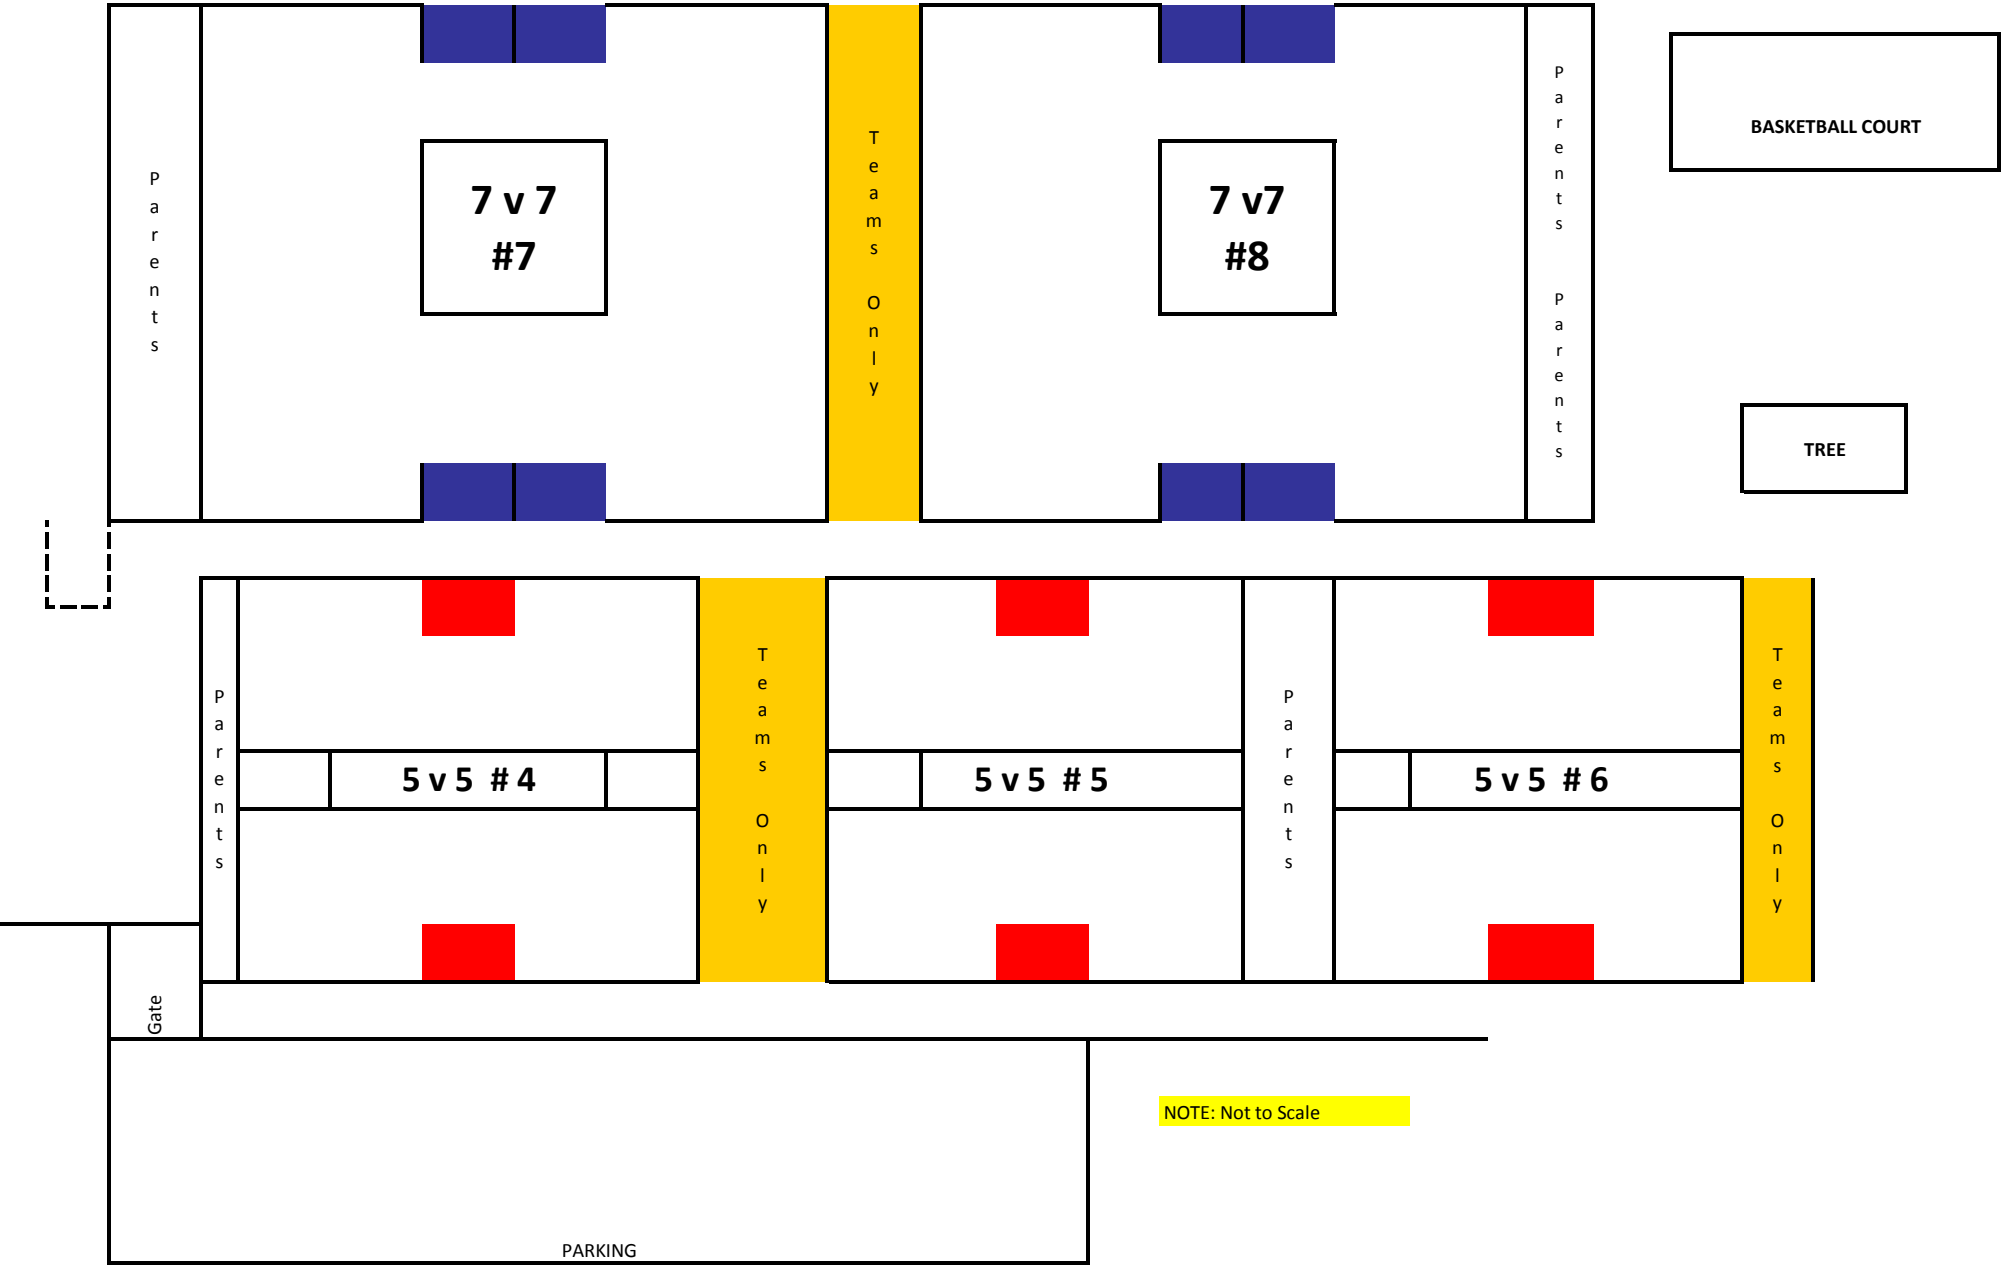 Parents
7 v 7
#7
Teams Only
7 v7
#8
Parents Parents
BASKETBALL COURT
TREE
Parents
5 v 5 # 4
Teams Only
5 v 5 # 5
Parents
5 v 5 # 6
Teams Only
Gate
NOTE: Not to Scale
PARKING